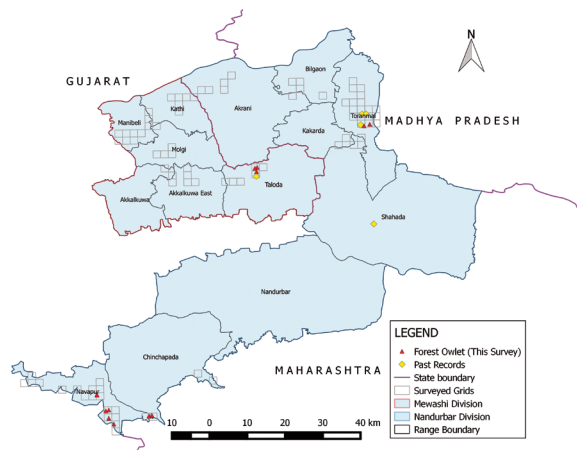 N
GUJARAT
Bilgaon
Kathi
Akrani
Toranmal
Manibeli
MADHYA PRADESH
Kakarda
Molgi
Taloda
Akkalkuwa
Akkalkuwa East
Shahada
Nandurbar
Chinchapada
MAHARASHTRA
Navapur
LEGEND
Forest Owlet (This Survey)
Past Records
State boundary
Surveyed Grids
Mewashi Division
Nandurbar Division
Range Boundary
10 0 10 20 30 40 km